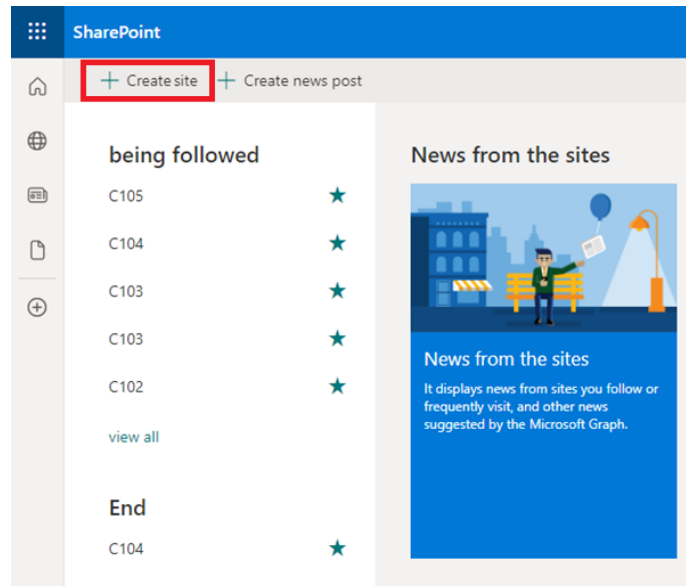 SharePoint
Create site
Create news post
being followed
C105
C104
C103
C103
C102
view all
End
C104
News from the sites
News from the sites
It displays news from sites you follow or
frequently visit, and other news
suggested by the Microsoft Graph.